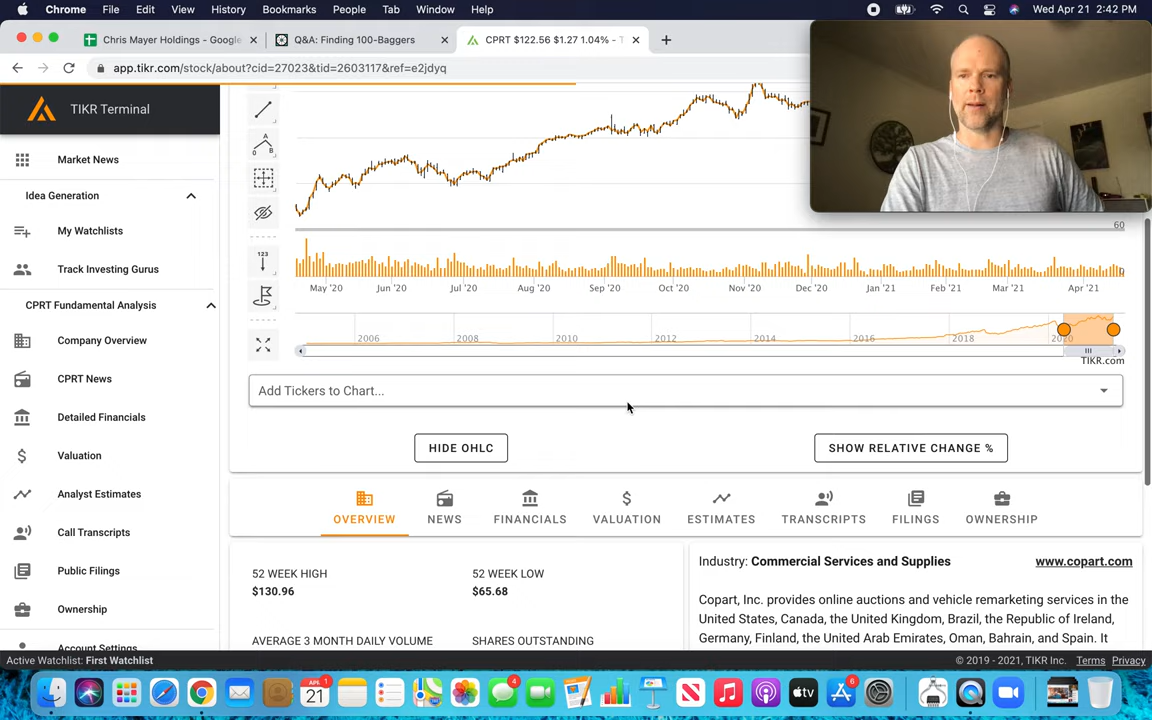 Chrome File Edit View History Bookmarks People Tab Window Help Wed Apr 21 2:42 PM
Chris Mayer Holdings - Google
Q&A: Finding 100-Baggers
CPRT $122.56 $1.27 1.04% - T
app.tikr.com/stock/about?cid=27023&tid=2603117&ref=e2jdyq
TIKR Terminal
Market News
Idea Generation
My Watchlists
Track Investing Gurus
CPRT Fundamental Analysis
Company Overview
CPRT News
Detailed Financials
Valuation
Analyst Estimates
Call Transcripts
Public Filings
Ownership
Account Settings
A
0 B
123
60
0
May '20 Jun '20 Jul '20 Aug '20 Sep '20 Oct '20 Nov '20 Dec '20 Jan '21 Feb '21 Mar '21 Apr '21
2006 2008 2010 2012 2014 2016 2018 2020
TIKR.com
Add Tickers to Chart...
HIDE OHLC SHOW RELATIVE CHANGE %
OVERVIEW NEWS FINANCIALS VALUATION ESTIMATES TRANSCRIPTS FILINGS OWNERSHIP
52 WEEK HIGH
$130.96
52 WEEK LOW
$65.68
AVERAGE 3 MONTH DAILY VOLUME
SHARES OUTSTANDING
Industry: Commercial Services and Supplies www.copart.com
Copart, Inc. provides online auctions and vehicle remarketing services in the
United States, Canada, the United Kingdom, Brazil, the Republic of Ireland,
Germany, Finland, the United Arab Emirates, Oman, Bahrain, and Spain. It
Active Watchlist: First Watchlist
© 2019 - 2021, TIKR Inc. Terms Privacy
APR
21
1
4
6
tv